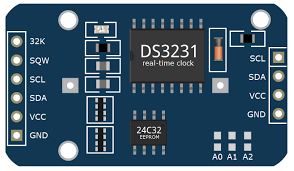 32K
SQW
SCL
SDA
VCC
GND
DS3231
real-time clock
24C32
EEPROM
SCL
SDA
VCC
GND
A0 A1 A2